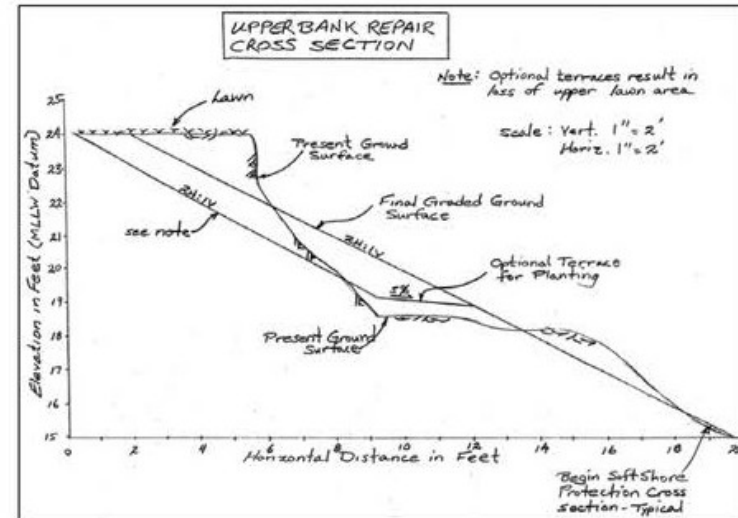 UPPERBANK REPAIR
CROSS SECTION
Note: Optional terraces result in
loss of upper lawn area
Scale: Vert. 1"=2'
Horiz. 1"=2'
Lawn
Present Ground
Surface
Final Graded Ground
Surface
2H:1V
see note
2H:1V
Optional Terrace
for Planting
5%
Present Ground
Surface
Elevation in Feet (MLLW Datum)
25
24
23
22
21
20
19
18
17
16
15
0 2 4 6 8 10 12 14 16 18 20
Horizontal Distance in Feet
Begin Soft Shore
Protection Cross
section - Typical